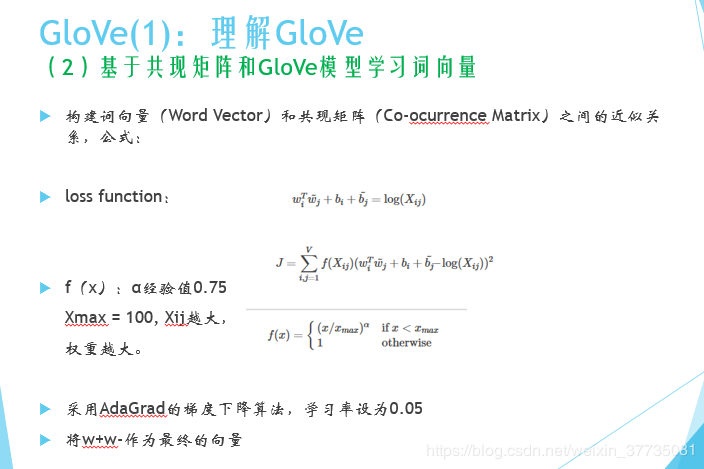 GloVe(1)：理解GloVe
（2）基于共现矩阵和GloVe模型学习词向量
构建词向量（Word Vector）和共现矩阵（Co-ocurrence Matrix）之间的近似关
系，公式：
loss function：
w_i^T \tilde{w}_j + b_i + \tilde{b}_j = log(X_{ij})
J = \sum_{i,j=1}^{V} f(X_{ij})(w_i^T \tilde{w}_j + b_i + \tilde{b}_j - log(X_{ij}))^2
f（x）：α经验值0.75
Xmax = 100, Xij越大，
权重越大。
f(x) = { (x/x_{max})^α if x < x_{max}
1 otherwise
采用AdaGrad的梯度下降算法，学习率设为0.05
将w+w-作为最终的向量
https://blog.csdn.net/weixin_37735081